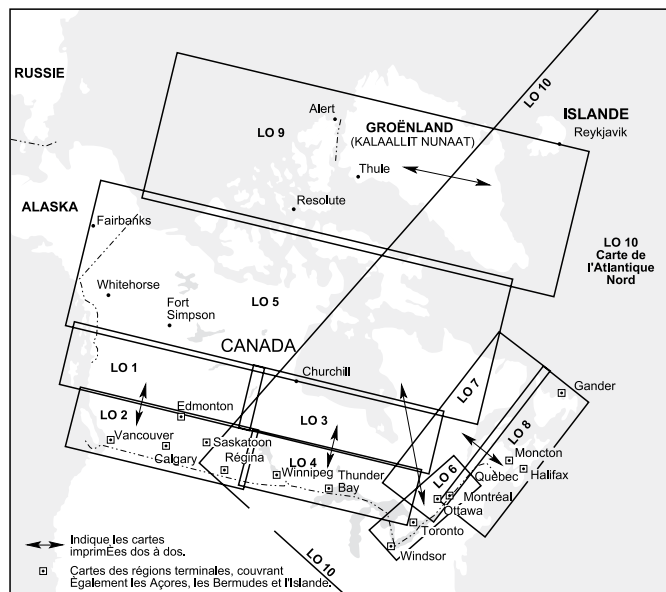 RUSSIE
LO 10
ISLANDE
Reykjavik
Alert
LO 9
GROËNLAND
(KALAALLIT NUNAAT)
Thule
Resolute
ALASKA
Fairbanks
LO 10
Carte de
l'Atlantique
Nord
Whitehorse
LO 5
Fort
Simpson
CANADA
LO 1
Churchill
LO 7
Gander
LO 2
Edmonton
LO 3
LO 8
Vancouver
Saskatoon
Moncton
Calgary
Régina
LO 4
Winnipeg
Thunder
Bay
LO 6
Quèbec
Halifax
Montréal
Ottawa
Toronto
Windsor
LO 10
Indique les cartes
imprimÈes dos à dos.
Cartes des régions terminales, couvrant
Également les Açores, les Bermudes et l'Islande.